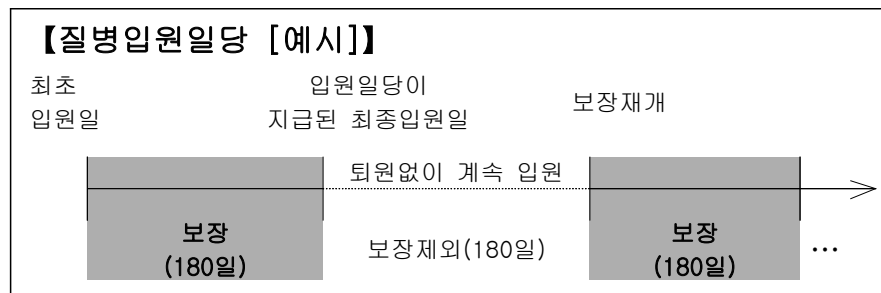 【질병입원일당 [예시]】
최초
입원일
입원일당이
지급된 최종입원일
보장재개
퇴원없이 계속 입원
보장
(180일)
보장제외(180일)
보장
(180일)
…